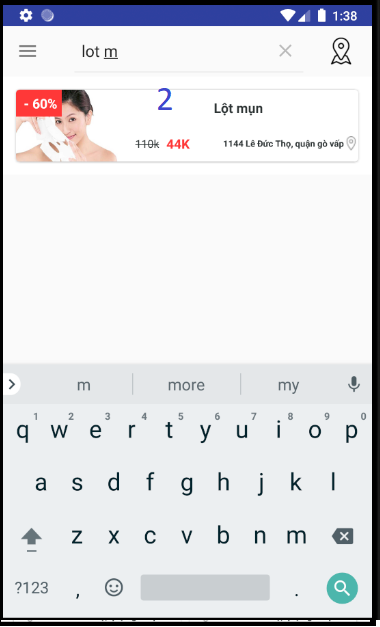 1:38
lot m
- 60%
2
Lột mụn
110k 44K 1144 Lê Đức Thọ, quận gò vấp
m more my
1 2 3 4 5 6 7 8 9 0
q w e r t y u i o p
a s d f g h j k l
z x c v b n m
?123 , .